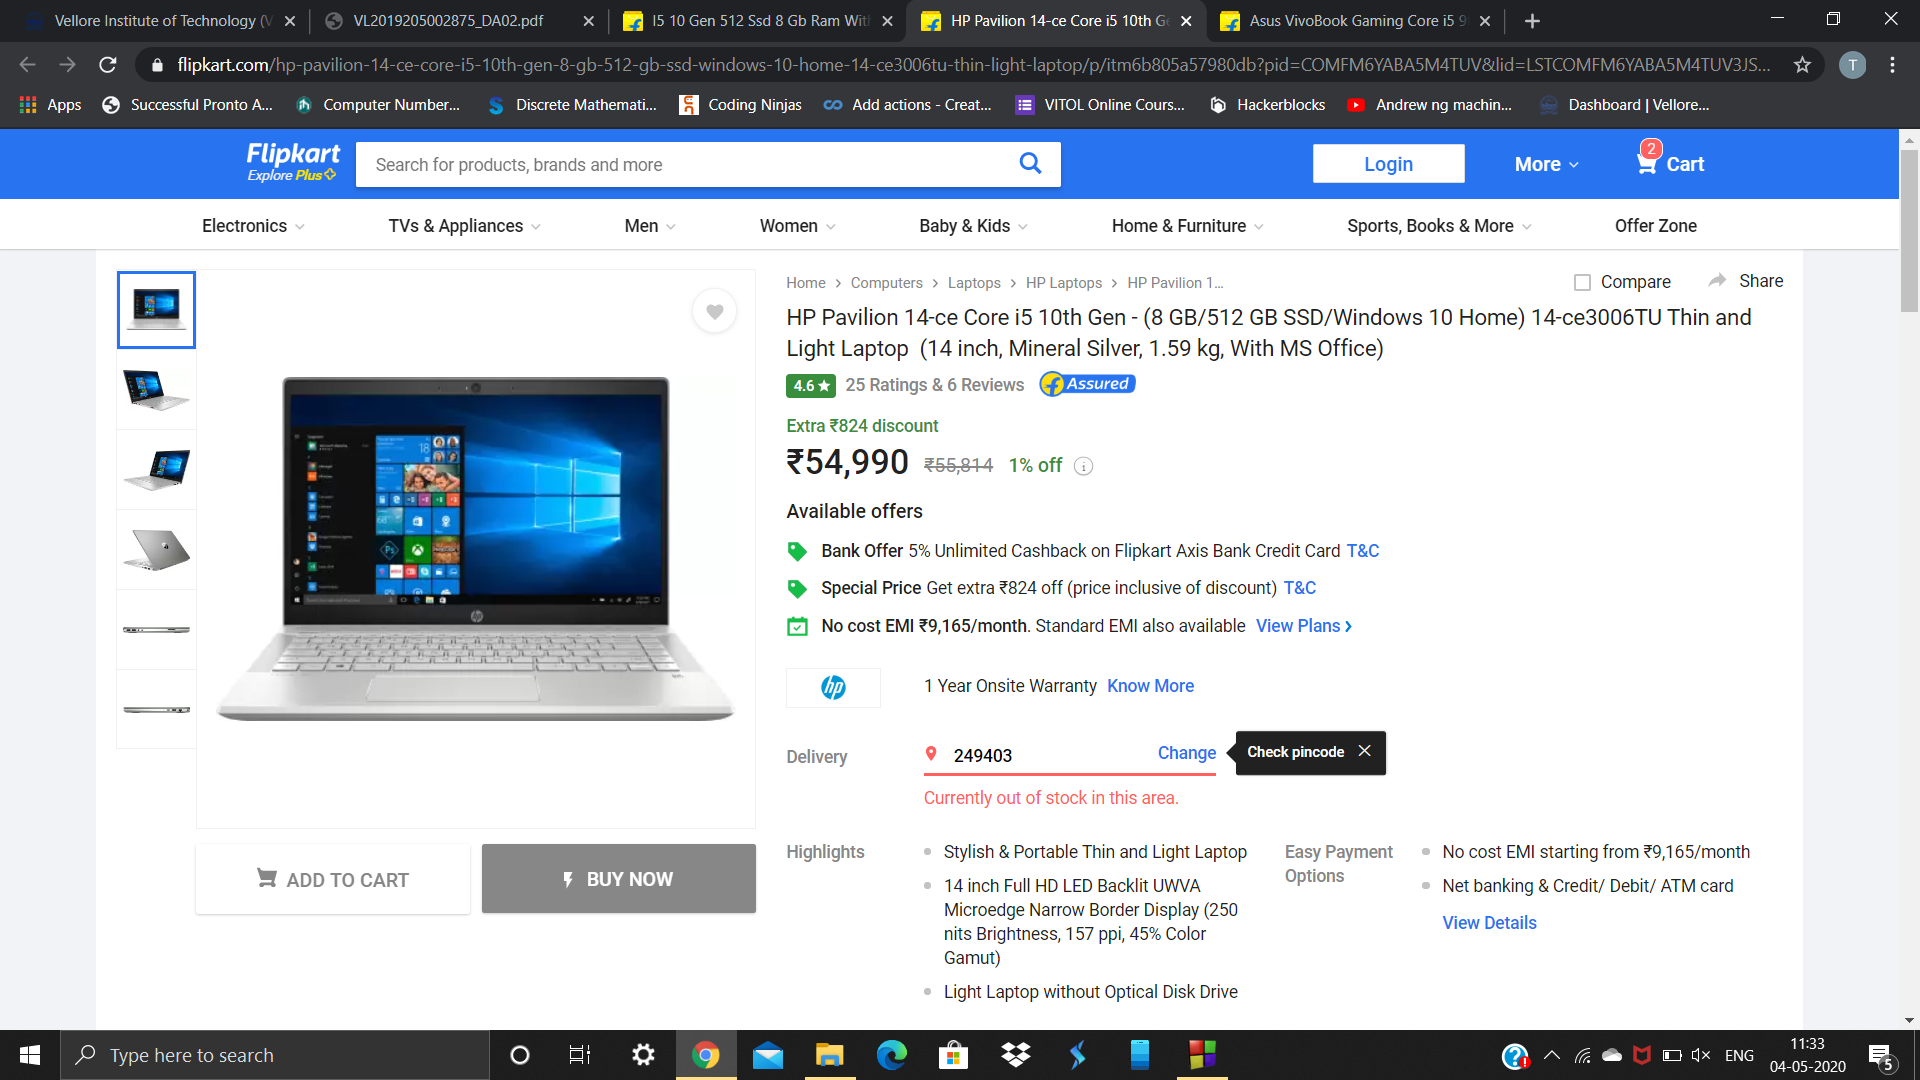 Vellore Institute of Technology (V
VL2019205002875_DA02.pdf
I5 10 Gen 512 Ssd 8 Gb Ram With
HP Pavilion 14-ce Core i5 10th Ge
Asus VivoBook Gaming Core i5 9
flipkart.com/hp-pavilion-14-ce-core-i5-10th-gen-8-gb-512-gb-ssd-windows-10-home-14-ce3006tu-thin-light-laptop/p/itm6b805a57980db?pid=COMFM6YABA5M4TUV&lid=LSTCOMFM6YABA5M4TUV3JS...
T
Apps
Successful Pronto A...
Computer Number...
Discrete Mathemati...
Coding Ninjas
Add actions - Creat...
VITOL Online Cours...
Hackerblocks
Andrew ng machin...
Dashboard | Vellore...
Flipkart
Explore Plus
Search for products, brands and more
Login
More
2
Cart
Electronics
TVs & Appliances
Men
Women
Baby & Kids
Home & Furniture
Sports, Books & More
Offer Zone
Home > Computers > Laptops > HP Laptops > HP Pavilion 1...
Compare
Share
HP Pavilion 14-ce Core i5 10th Gen - (8 GB/512 GB SSD/Windows 10 Home) 14-ce3006TU Thin and
Light Laptop (14 inch, Mineral Silver, 1.59 kg, With MS Office)
4.6 ★ 25 Ratings & 6 Reviews
Assured
Extra ₹824 discount
₹54,990 ₹55,814 1% off
Available offers
Bank Offer 5% Unlimited Cashback on Flipkart Axis Bank Credit Card T&C
Special Price Get extra ₹824 off (price inclusive of discount) T&C
No cost EMI ₹9,165/month. Standard EMI also available View Plans >
hp
1 Year Onsite Warranty Know More
Delivery
249403
Change
Check pincode
Currently out of stock in this area.
ADD TO CART
BUY NOW
Highlights
Stylish & Portable Thin and Light Laptop
14 inch Full HD LED Backlit UWVA
Microedge Narrow Border Display (250
nits Brightness, 157 ppi, 45% Color
Gamut)
Light Laptop without Optical Disk Drive
Easy Payment
Options
No cost EMI starting from ₹9,165/month
Net banking & Credit/ Debit/ ATM card
View Details
Type here to search
ENG
11:33
04-05-2020
5